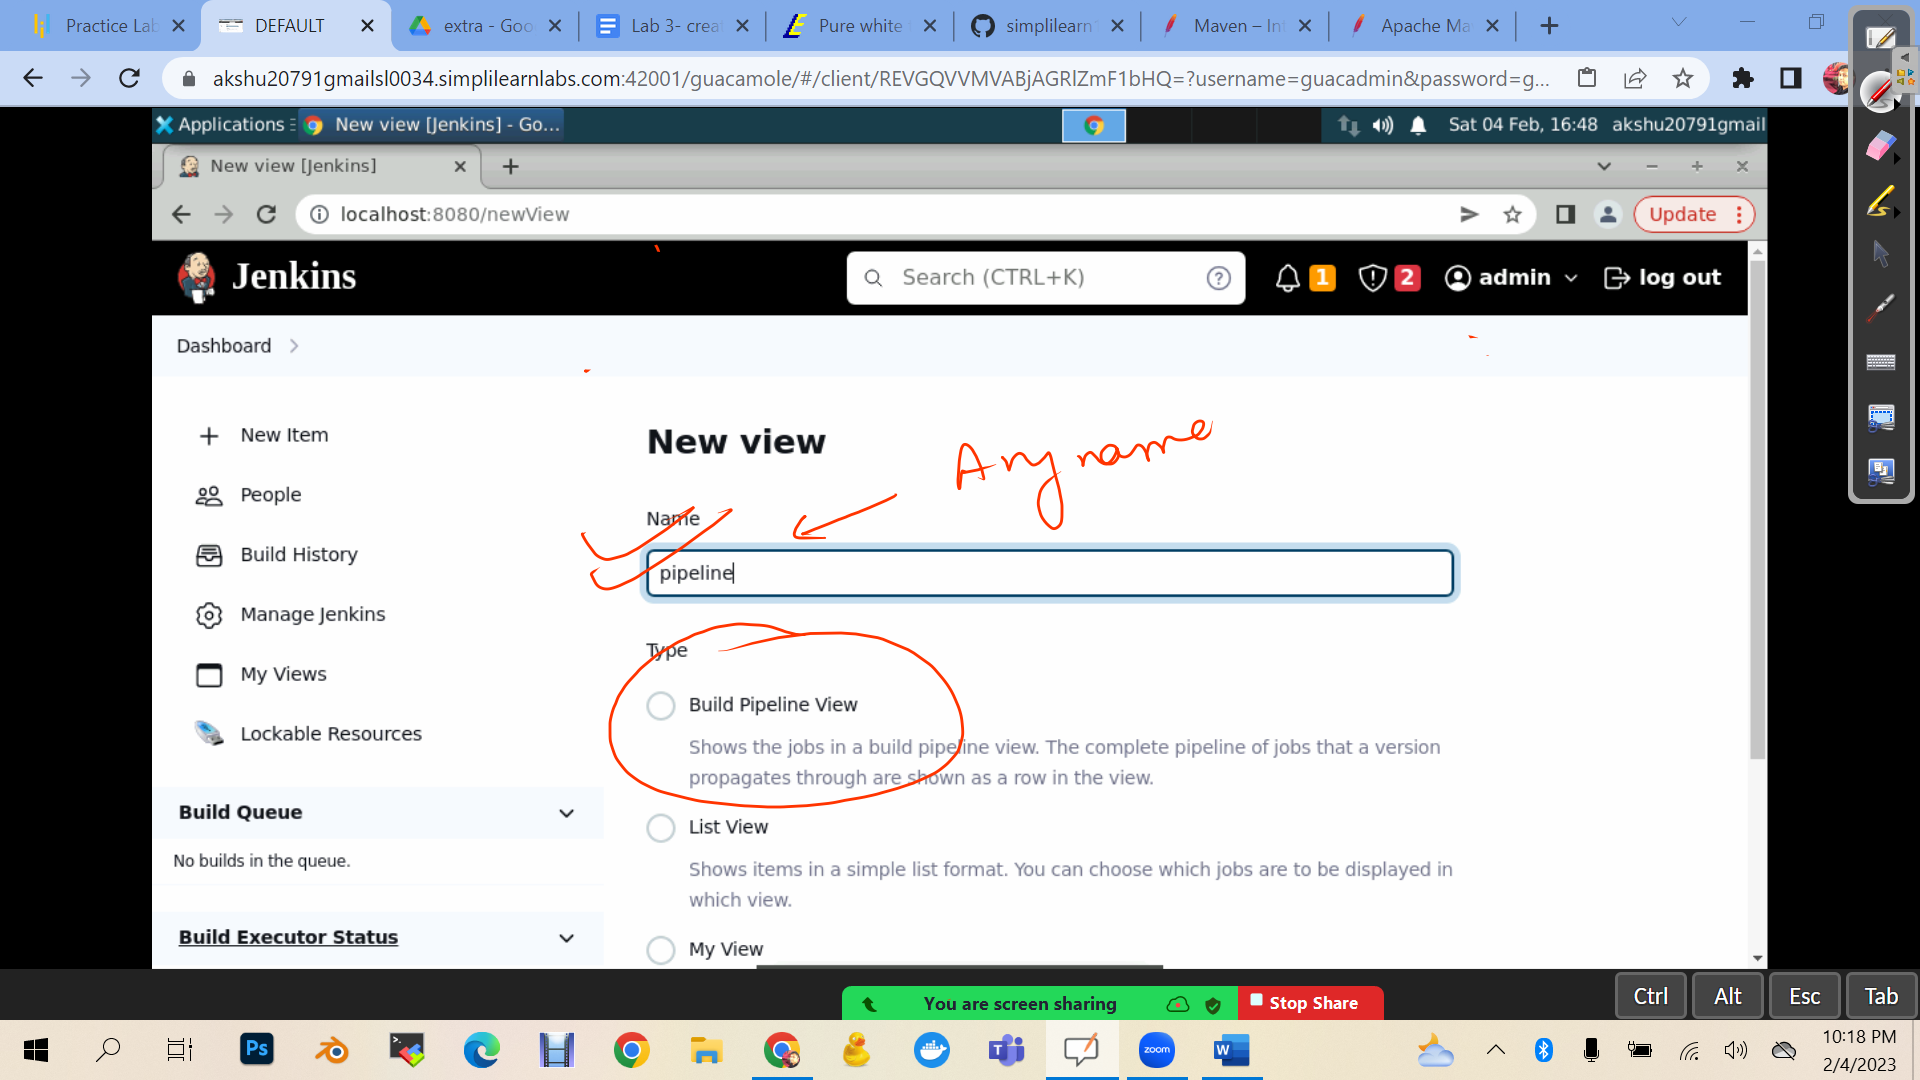 Practice Lab
DEFAULT
extra - Goo
Lab 3- creat
Pure white
simplilearn
Maven – Int
Apache Ma
akshu20791gmailsl0034.simplilearnlabs.com:42001/guacamole/#/client/REVGQVVMVABjAGRlZmF1bHQ=?username=guacadmin&password=g...
Applications
New view [Jenkins] - Go...
Sat 04 Feb, 16:48
akshu20791gmail
New view [Jenkins]
localhost:8080/newView
Update
Jenkins
Search (CTRL+K)
1
2
admin
log out
Dashboard
New Item
People
Build History
Manage Jenkins
My Views
Lockable Resources
Build Queue
No builds in the queue.
Build Executor Status
New view
Any name
Name
pipeline
Type
Build Pipeline View
Shows the jobs in a build pipeline view. The complete pipeline of jobs that a version
propagates through are shown as a row in the view.
List View
Shows items in a simple list format. You can choose which jobs are to be displayed in
which view.
My View
You are screen sharing
Stop Share
Ctrl
Alt
Esc
Tab
Ps
zoom
W
10:18 PM
2/4/2023